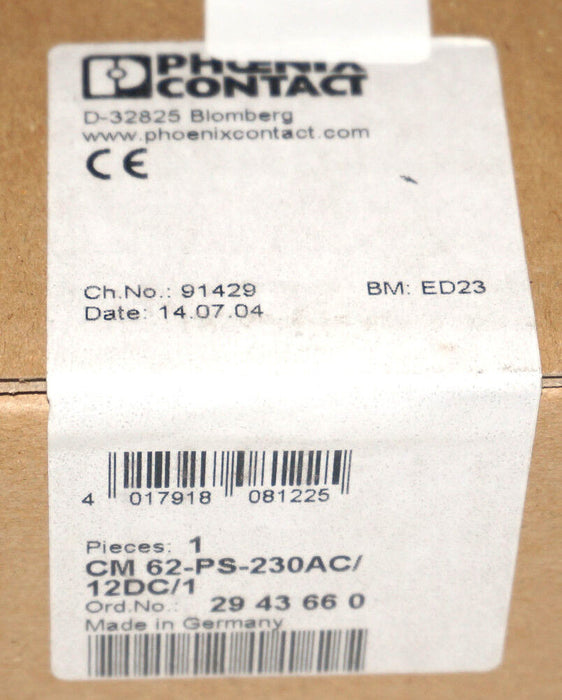 PHOENIX
CONTACT
D-32825 Blomberg
www.phoenixcontact.com
CE
Ch.No.: 91429 BM: ED23
Date: 14.07.04
4 017918 081225
Pieces: 1
CM 62-PS-230AC/
12DC/1
Ord.No.: 29 43 66 0
Made in Germany